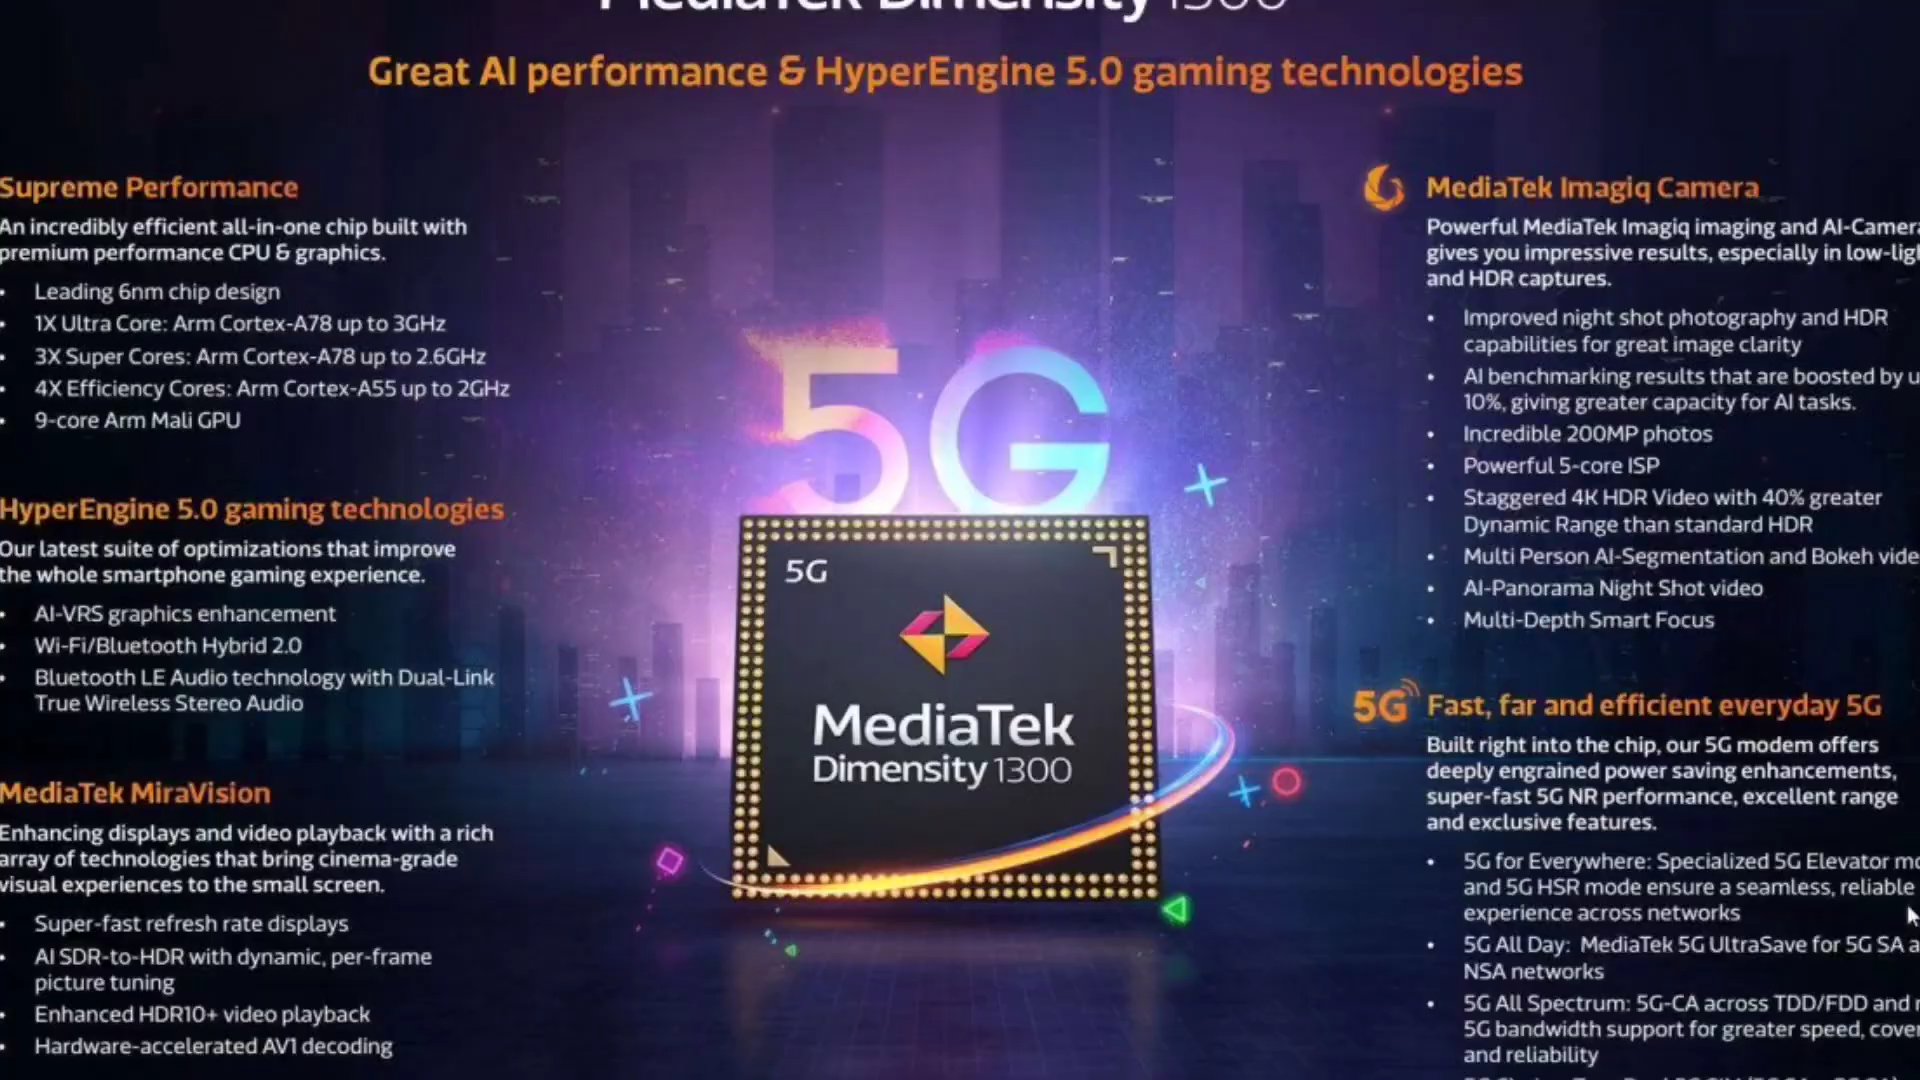 MediaTek Dimensity 1300
Great AI performance & HyperEngine 5.0 gaming technologies
Supreme Performance
An incredibly efficient all-in-one chip built with
premium performance CPU & graphics.
• Leading 6nm chip design
• 1X Ultra Core: Arm Cortex-A78 up to 3GHz
• 3X Super Cores: Arm Cortex-A78 up to 2.6GHz
• 4X Efficiency Cores: Arm Cortex-A55 up to 2GHz
• 9-core Arm Mali GPU
HyperEngine 5.0 gaming technologies
Our latest suite of optimizations that improve
the whole smartphone gaming experience.
• AI-VRS graphics enhancement
• Wi-Fi/Bluetooth Hybrid 2.0
• Bluetooth LE Audio technology with Dual-Link
True Wireless Stereo Audio
MediaTek MiraVision
Enhancing displays and video playback with a rich
array of technologies that bring cinema-grade
visual experiences to the small screen.
• Super-fast refresh rate displays
• AI SDR-to-HDR with dynamic, per-frame
picture tuning
• Enhanced HDR10+ video playback
• Hardware-accelerated AV1 decoding
5G
5G
MediaTek
Dimensity 1300
MediaTek Imagiq Camera
Powerful MediaTek Imagiq imaging and AI-Camera
gives you impressive results, especially in
and HDR captures.
• Improved night shot photography and HDR
capabilities for great image clarity
• AI benchmarking results that are boosted by
10%, giving greater capacity for AI tasks.
• Incredible 200MP photos
• Powerful 5-core ISP
• Staggered 4K HDR Video with 40% greater
Dynamic Range than standard HDR
• Multi Person AI-Segmentation and Bokeh
• AI-Panorama Night Shot video
• Multi-Depth Smart Focus
5G Fast, far and efficient everyday 5G
Built right into the chip, our 5G modem offers
deeply engrained power saving enhancements,
super-fast 5G NR performance, excellent range
and exclusive features.
• 5G for Everywhere: Specialized 5G Elevator
and 5G HSR mode ensure a seamless, reliable
experience across networks
• 5G All Day: MediaTek 5G UltraSave for 5G SA
NSA networks
• 5G All Spectrum: 5G-CA across TDD/FDD and
5G bandwidth support for greater speed,
and reliability